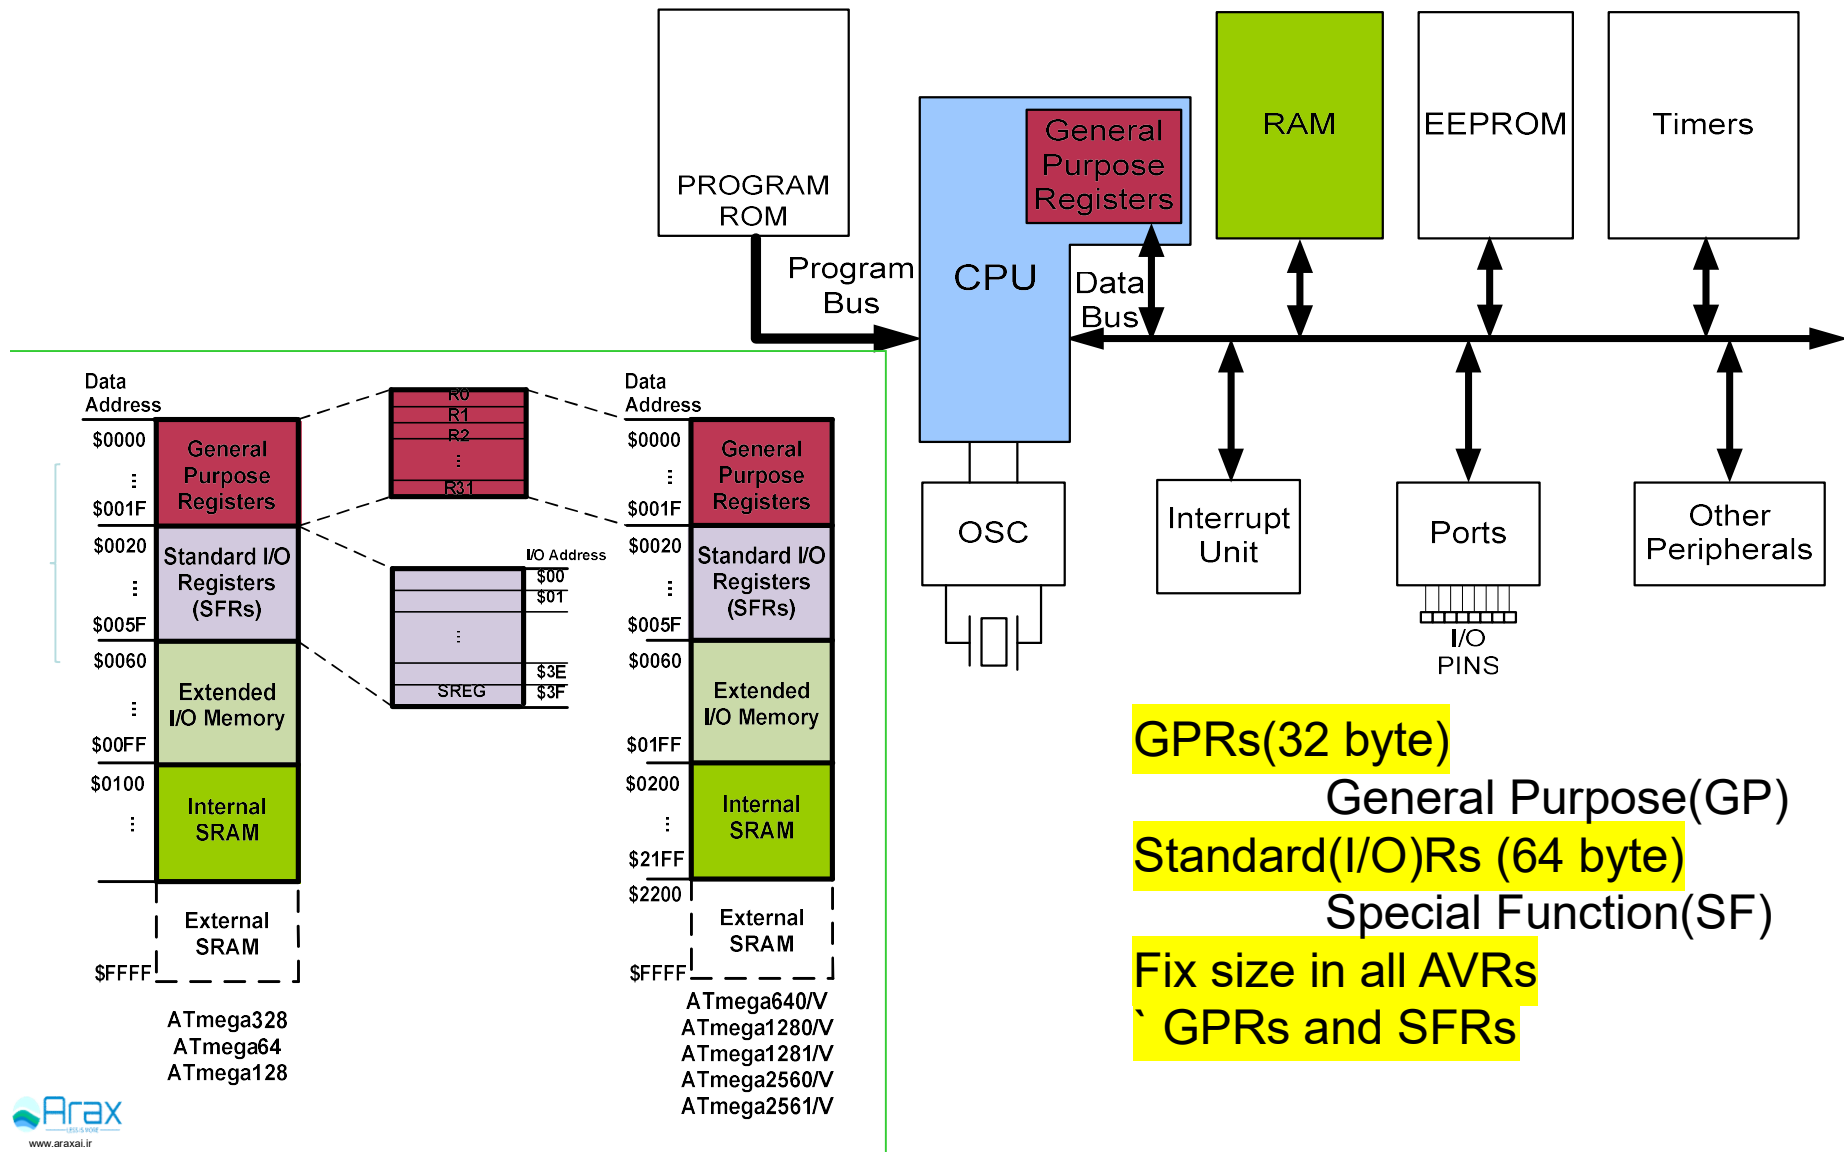 PROGRAM
ROM
Program
Bus
CPU
General
Purpose
Registers
Data
Bus
RAM
EEPROM
Timers
OSC
Interrupt
Unit
Ports
I/O
PINS
Other
Peripherals
Data
Address
$0000
...
$001F
$0020
...
$005F
$0060
...
$00FF
$0100
...
$FFFF
General
Purpose
Registers
Standard I/O
Registers
(SFRs)
Extended
I/O Memory
Internal
SRAM
External
SRAM
ATmega328
ATmega64
ATmega128
R0
R1
R2
...
R31
I/O Address
$00
$01
...
$3E
SREG $3F
Data
Address
$0000
...
$001F
$0020
...
$005F
$0060
...
$01FF
$0200
...
$21FF
$2200
$FFFF
General
Purpose
Registers
Standard I/O
Registers
(SFRs)
Extended
I/O Memory
Internal
SRAM
External
SRAM
ATmega640/V
ATmega1280/V
ATmega1281/V
ATmega2560/V
ATmega2561/V
GPRs(32 byte)
General Purpose(GP)
Standard(I/O)Rs (64 byte)
Special Function(SF)
Fix size in all AVRs
` GPRs and SFRs
Arax
LESS IS MORE
www.araxai.ir